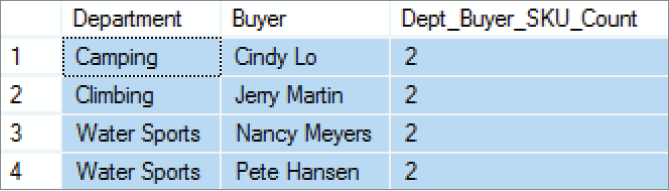 Department Buyer Dept_Buyer_SKU_Count
1 Camping Cindy Lo 2
2 Climbing Jerry Martin 2
3 Water Sports Nancy Meyers 2
4 Water Sports Pete Hansen 2